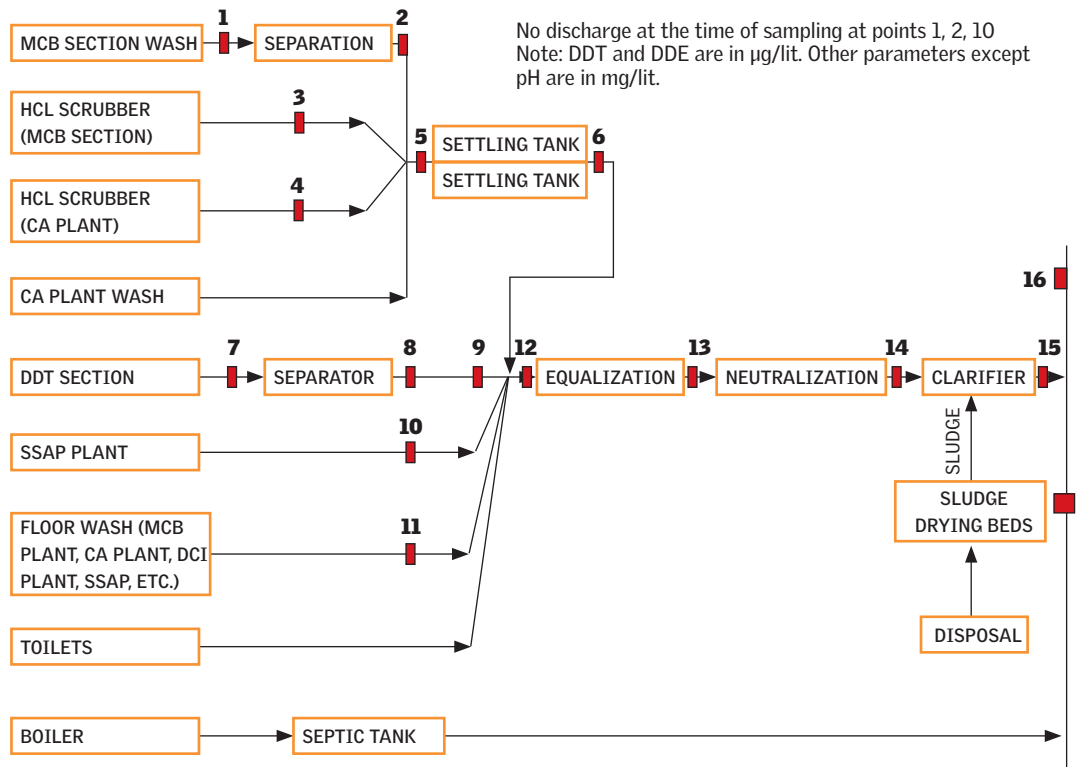 1
2
MCB SECTION WASH
SEPARATION
No discharge at the time of sampling at points 1, 2, 10
Note: DDT and DDE are in µg/lit. Other parameters except
pH are in mg/lit.
HCL SCRUBBER
(MCB SECTION)
3
5
SETTLING TANK
SETTLING TANK
6
HCL SCRUBBER
(CA PLANT)
4
CA PLANT WASH
16
7
8
9
12
13
14
15
DDT SECTION
SEPARATOR
EQUALIZATION
NEUTRALIZATION
CLARIFIER
10
SSAP PLANT
SLUDGE
SLUDGE
DRYING BEDS
11
FLOOR WASH (MCB
PLANT, CA PLANT, DCI
PLANT, SSAP, ETC.)
TOILETS
DISPOSAL
BOILER
SEPTIC TANK